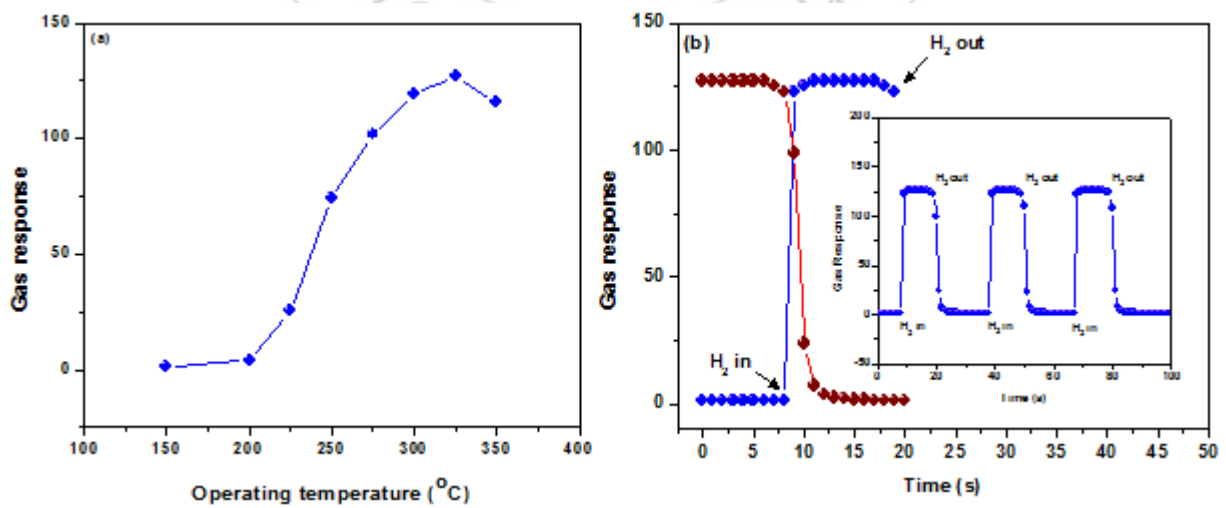 (a)
150
100
50
0
Gas response
100 150 200 250 300 350 400
Operating temperature (°C)
(b)
150
100
50
0
Gas response
H₂ out
H₂ in
0 5 10 15 20 25 30 35 40 45 50
Time (s)
200
150
100
50
0
-50
Gas Response
H₂ out H₂ out H₂ out
H₂ in H₂ in H₂ in
0 20 40 60 80 100
Time (s)